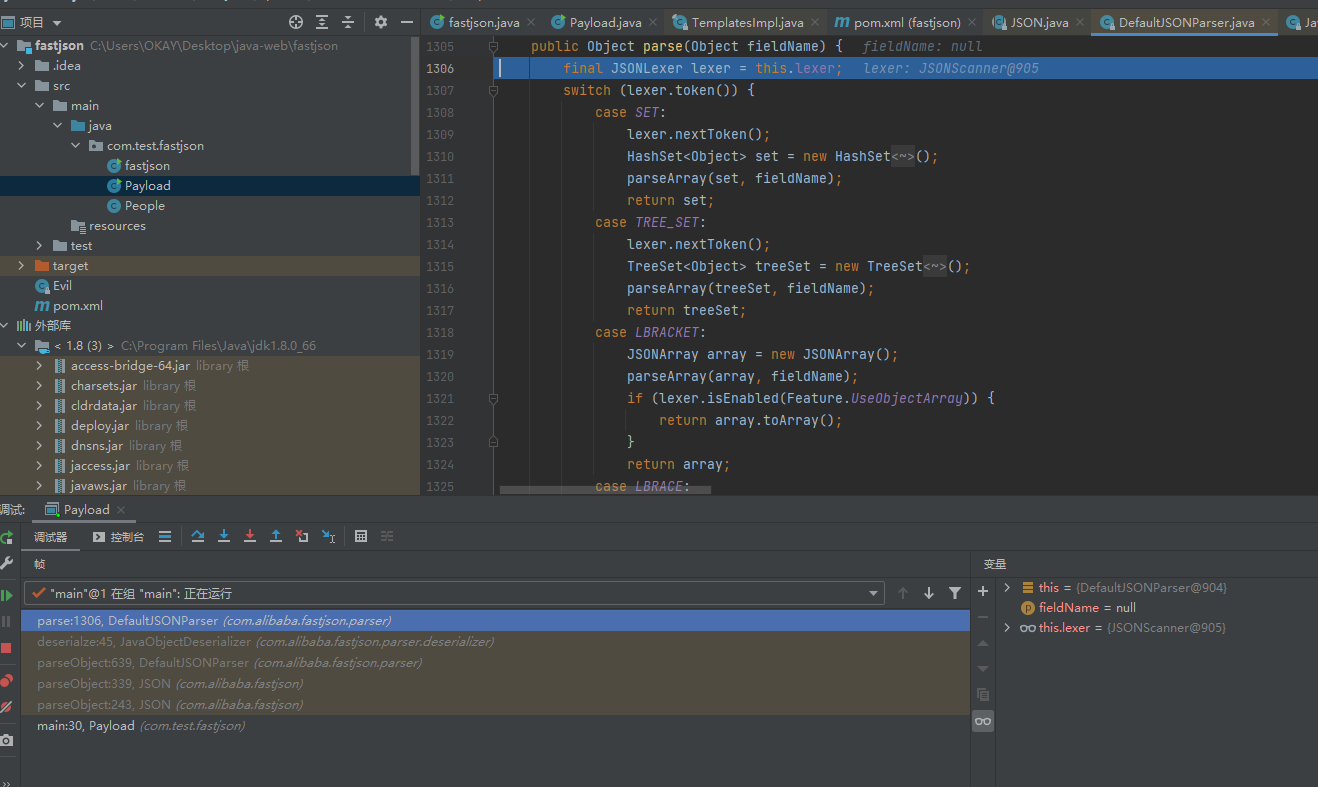 项目
fastjson.java
Payload.java
TemplatesImpl.java
pom.xml (fastjson)
JSON.java
DefaultJSONParser.java
fastjson C:\Users\OKAY\Desktop\java-web\fastjson
.idea
src
main
java
com.test.fastjson
fastjson
Payload
People
resources
test
target
Evil
pom.xml
外部库
< 1.8 (3) > C:\Program Files\Java\jdk1.8.0_66
access-bridge-64.jar library 根
charsets.jar library 根
cldrdata.jar library 根
deploy.jar library 根
dnsns.jar library 根
jaccess.jar library 根
javaws.jar library 根
1305 public Object parse(Object fieldName) { fieldName: null
1306 final JSONLexer lexer = this.lexer; lexer: JSONScanner@905
1307 switch (lexer.token()) {
1308 case SET:
1309 lexer.nextToken();
1310 HashSet<Object> set = new HashSet<~>();
1311 parseArray(set, fieldName);
1312 return set;
1313 case TREE_SET:
1314 lexer.nextToken();
1315 TreeSet<Object> treeSet = new TreeSet<~>();
1316 parseArray(treeSet, fieldName);
1317 return treeSet;
1318 case LBRACKET:
1319 JSONArray array = new JSONArray();
1320 parseArray(array, fieldName);
1321 if (lexer.isEnabled(Feature.UseObjectArray)) {
1322 return array.toArray();
1323 }
1324 return array;
1325 case LBRACE:
调试: Payload
调试器 控制台
帧
"main"@1 在组 "main": 正在运行
parse:1306, DefaultJSONParser (com.alibaba.fastjson.parser)
deserialze:45, JavaObjectDeserializer (com.alibaba.fastjson.parser.deserializer)
parseObject:639, DefaultJSONParser (com.alibaba.fastjson.parser)
parseObject:339, JSON (com.alibaba.fastjson)
parseObject:243, JSON (com.alibaba.fastjson)
main:30, Payload (com.test.fastjson)
变量
this = {DefaultJSONParser@904}
fieldName = null
this.lexer = {JSONScanner@905}